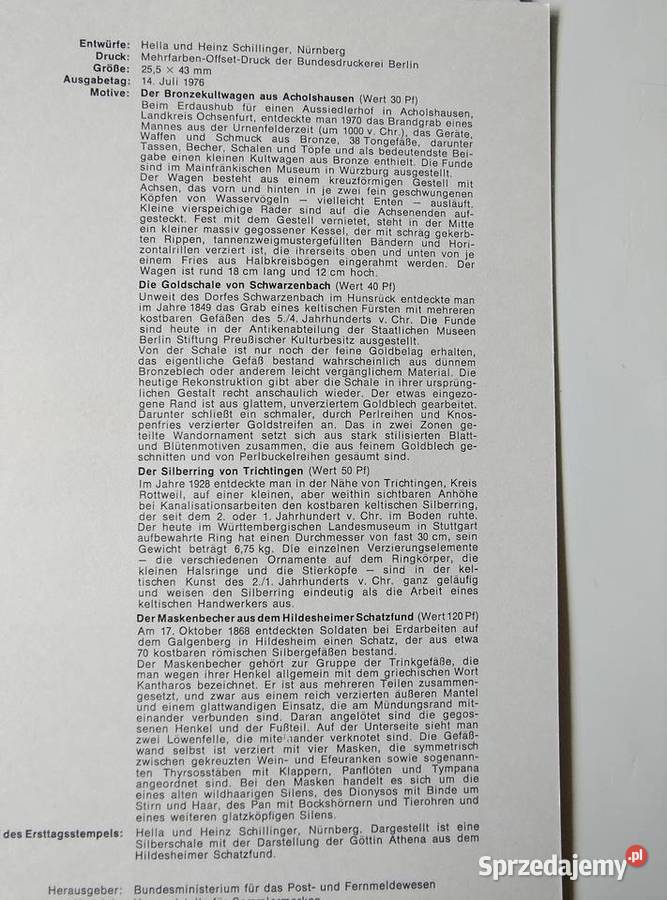 Entwürfe: Hella und Heinz Schillinger, Nürnberg
Druck: Mehrfarben-Offset-Druck der Bundesdruckerei Berlin
Größe: 25,5 × 43 mm
Ausgabetag: 14. Juli 1976
Motive: Der Bronzekultwagen aus Acholshausen (Wert 30 Pf)
Beim Erdaushub für einen Aussiedlerhof in Acholshausen,
Landkreis Ochsenfurt, entdeckte man 1970 das Brandgrab eines
Mannes aus der Urnenfelderzeit (um 1000 v. Chr.), das Geräte,
Waffen und Schmuck aus Bronze, 38 Tongefäße, darunter
Tassen, Becher, Schalen und Töpfe und als bedeutendste Bei-
gabe einen kleinen Kultwagen aus Bronze enthielt. Die Funde
sind im Mainfränkischen Museum in Würzburg ausgestellt.
Der Wagen besteht aus einem kreuzförmigen Gestell mit
Achsen, das vorn und hinten in je zwei fein geschwungenen
Köpfen von Wasservögeln — vielleicht Enten — ausläuft.
Kleine vierspeichige Räder sind auf die Achsenenden auf-
gesteckt. Fest mit dem Gestell vernietet, steht in der Mitte
ein kleiner massiv gegossener Kessel, der mit schräg gekerb-
ten Rippen, tannenzweigmustergefüllten Bändern und Hori-
zontalrillen verziert ist, die ihrerseits oben und unten von je
einem Fries aus Halbkreisbögen eingerahmt werden. Der
Wagen ist rund 18 cm lang und 12 cm hoch.
Die Goldschale von Schwarzenbach (Wert 40 Pf)
Unweit des Dorfes Schwarzenbach im Hunsrück entdeckte man
im Jahre 1849 das Grab eines keltischen Fürsten mit mehreren
kostbaren Gefäßen des 5./4. Jahrhunderts v. Chr. Die Funde
sind heute in der Antikenabteilung der Staatlichen Museen
Berlin Stiftung Preußischer Kulturbesitz ausgestellt.
Von der Schale ist nur noch der feine Goldbelag erhalten,
das eigentliche Gefäß bestand wahrscheinlich aus dünnem
Bronzeblech oder anderem leicht vergänglichem Material. Die
heutige Rekonstruktion gibt aber die Schale in ihrer ursprüng-
lichen Gestalt recht anschaulich wieder. Der etwas eingezo-
gene Rand ist aus glattem, unverziertem Goldblech gearbeitet.
Darunter schließt ein schmaler, durch Perlreihen und Knos-
penfries verzierter Goldstreifen an. Das in zwei Zonen ge-
teilte Wandornament setzt sich aus stark stilisierten Blatt-
und Blütenmotiven zusammen, die aus feinem Goldblech ge-
schnitten und von Perlbuckelreihen gesäumt sind.
Der Silberring von Trichtingen (Wert 50 Pf)
Im Jahre 1928 entdeckte man in der Nähe von Trichtingen, Kreis
Rottweil, auf einer kleinen, aber weithin sichtbaren Anhöhe
bei Kanalisationsarbeiten den kostbaren keltischen Silberring,
der seit dem 2. oder 1. Jahrhundert v. Chr. im Boden ruhte.
Der heute im Württembergischen Landesmuseum in Stuttgart
aufbewahrte Ring hat einen Durchmesser von fast 30 cm, sein
Gewicht beträgt 6,75 kg. Die einzelnen Verzierungselemente
— die verschiedenen Ornamente auf dem Ringkörper, die
kleinen Halsringe und die Stierköpfe — sind in der kel-
tischen Kunst des 2./1. Jahrhunderts v. Chr. ganz geläufig
und weisen den Silberring eindeutig als die Arbeit eines
keltischen Handwerkers aus.
Der Maskenbecher aus dem Hildesheimer Schatzfund (Wert 120 Pf)
Am 17. Oktober 1868 entdeckten Soldaten bei Erdarbeiten auf
dem Galgenberg in Hildesheim einen Schatz, der aus etwa
70 kostbaren römischen Silbergefäßen bestand.
Der Maskenbecher gehört zur Gruppe der Trinkgefäße, die
man wegen ihrer Henkel allgemein mit dem griechischen Wort
Kantharos bezeichnet. Er ist aus mehreren Teilen zusammen-
gesetzt, und zwar aus einem reich verzierten äußeren Mantel
und einem glattwandigen Einsatz, die am Mündungsrand mit-
einander verbunden sind. Daran angelötet sind die gegos-
senen Henkel und der Fußteil. Auf der Unterseite sieht man
zwei Löwenfelle, die miteinander verknotet sind. Die Gefäß-
wand selbst ist verziert mit vier Masken, die symmetrisch
zwischen gekreuzten Wein- und Efeuranken sowie sogenann-
ten Thyrsosstäben mit Klappern, Panflöten und Tympana
angeordnet sind. Bei den Masken handelt es sich um die
eines alten wildhaarigen Silens, des Dionysos mit Binde um
Stirn und Haar, des Pan mit Bockshörnern und Tierohren und
eines weiteren glatzköpfigen Silens.
des Ersttagsstempels: Hella und Heinz Schillinger, Nürnberg. Dargestellt ist eine
Silberschale mit der Darstellung der Göttin Athena aus dem
Hildesheimer Schatzfund.
Herausgeber: Bundesministerium für das Post- und Fernmeldewesen
Sprzedajemy.pl